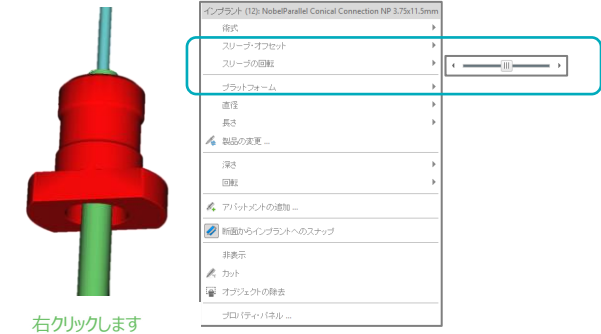 インプラント (12): NobelParallel Conical Connection NP 3.75x11.5mm
術式
スリーブ・オフセット
スリーブの回転
プラットフォーム
直径
長さ
製品の変更 ...
深さ
回転
アバットメントの追加 ...
断面からインプラントへのスナップ
非表示
カット
オブジェクトの除去
プロパティ・パネル ...
右クリックします